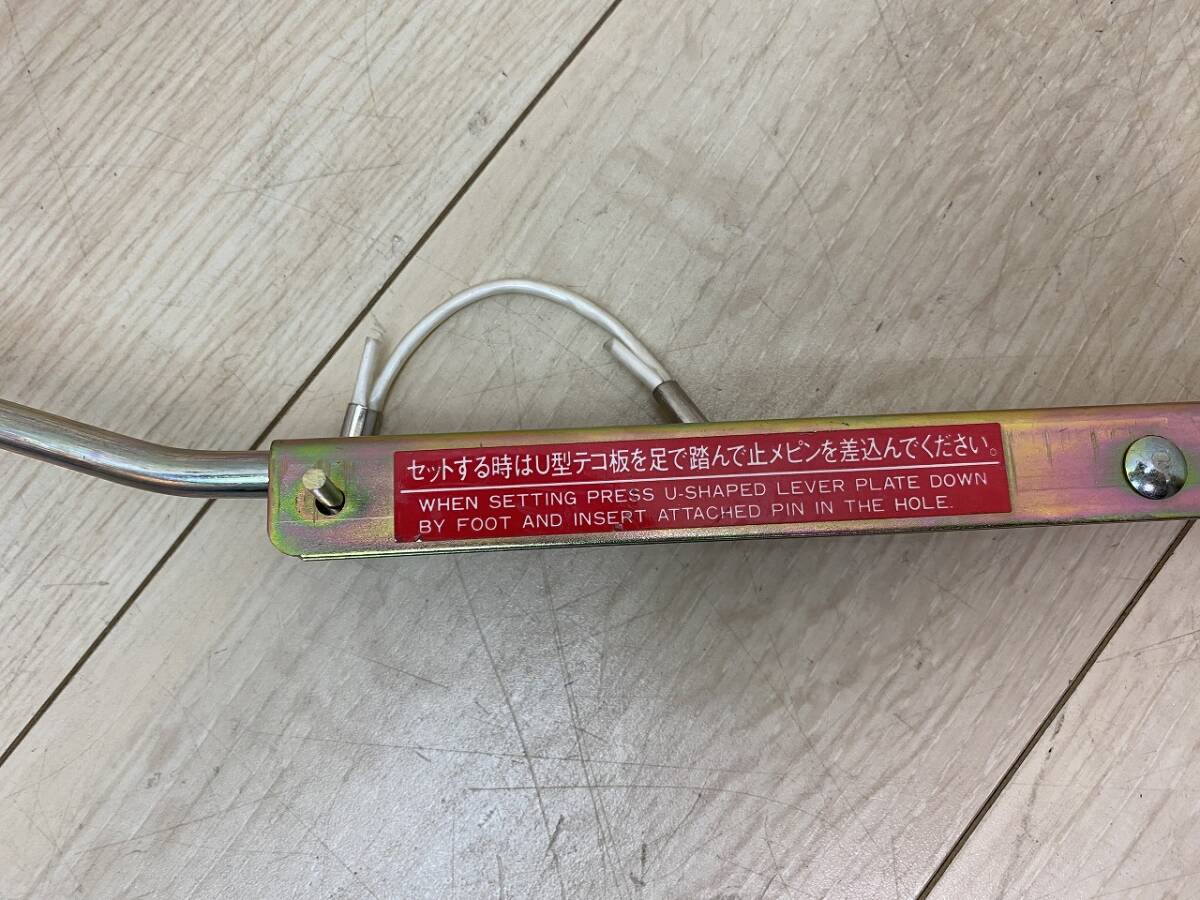 セットする時はU型テコ板を足で踏んで止メピンを差込んでください。
WHEN SETTING PRESS U-SHAPED LEVER PLATE DOWN
BY FOOT AND INSERT ATTACHED PIN IN THE HOLE.